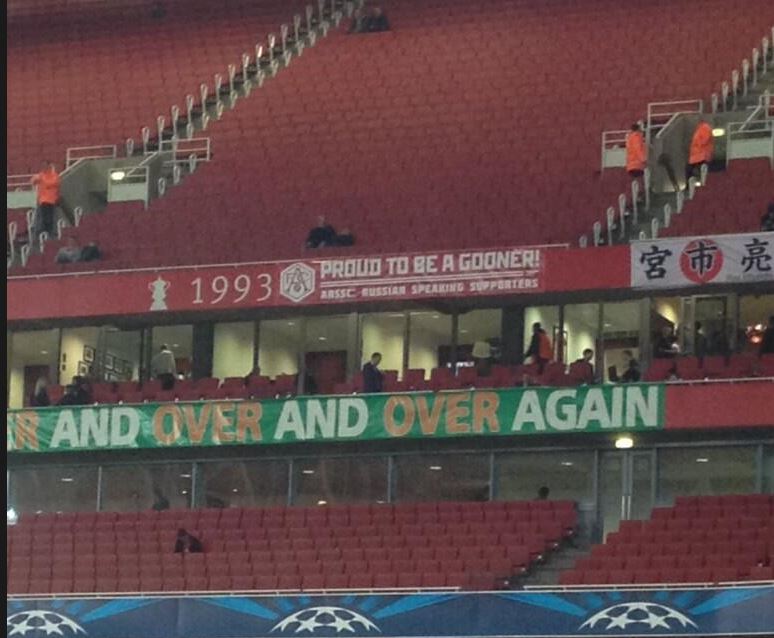 1993
PROUD TO BE A GOONER!
ARSSC. RUSSIAN SPEAKING SUPPORTERS
宮市亮
AND OVER AND OVER AGAIN